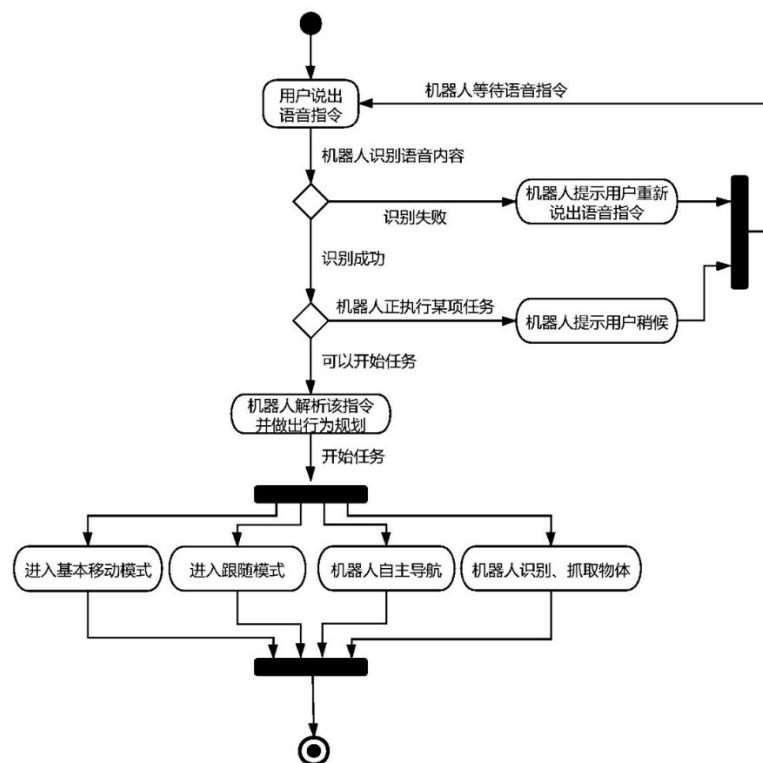 用户说出
语音指令
机器人等待语音指令
机器人识别语音内容
识别失败
机器人提示用户重新
说出语音指令
识别成功
机器人正执行某项任务
机器人提示用户稍候
可以开始任务
机器人解析该指令
并做出行为规划
开始任务
进入基本移动模式
进入跟随模式
机器人自主导航
机器人识别、抓取物体